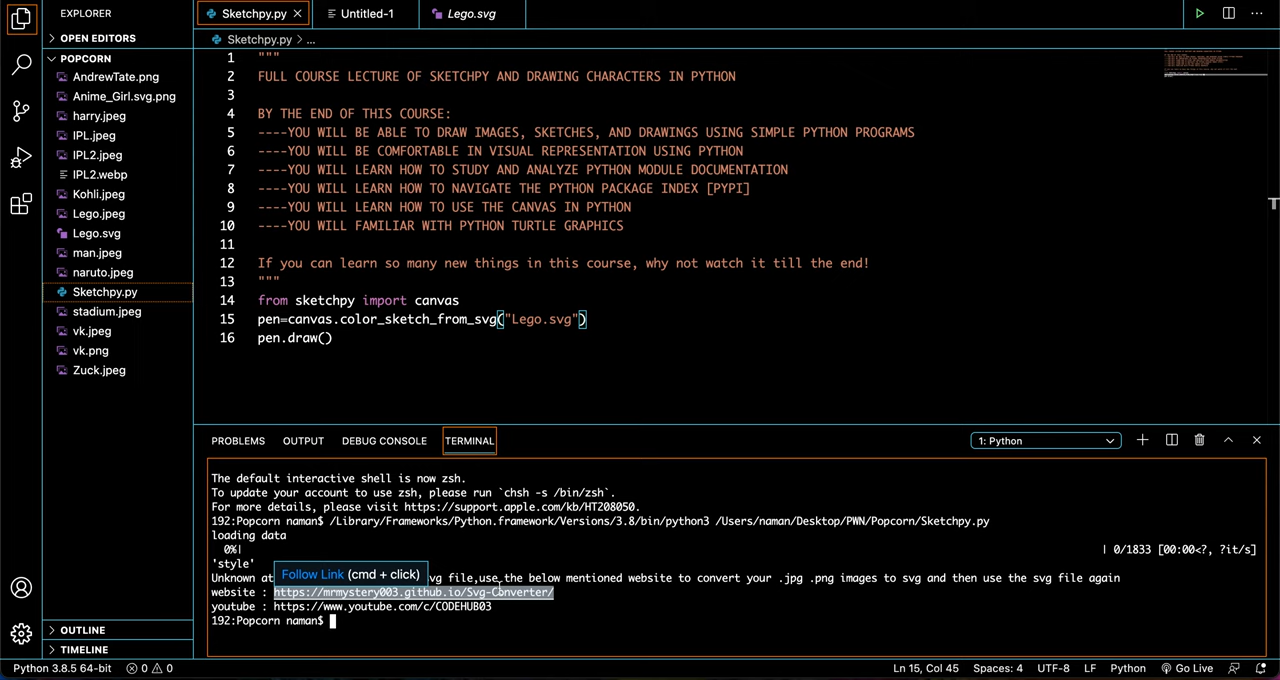 EXPLORER
OPEN EDITORS
POPCORN
AndrewTate.png
Anime_Girl.svg.png
harry.jpeg
IPL.jpeg
IPL2.jpeg
IPL2.webp
Kohli.jpeg
Lego.jpeg
Lego.svg
man.jpeg
naruto.jpeg
Sketchpy.py
stadium.jpeg
vk.jpeg
vk.png
Zuck.jpeg
OUTLINE
TIMELINE
Sketchpy.py
Untitled-1
Lego.svg
Sketchpy.py > ...
1 """
2 FULL COURSE LECTURE OF SKETCHPY AND DRAWING CHARACTERS IN PYTHON
3
4 BY THE END OF THIS COURSE:
5 ----YOU WILL BE ABLE TO DRAW IMAGES, SKETCHES, AND DRAWINGS USING SIMPLE PYTHON PROGRAMS
6 ----YOU WILL BE COMFORTABLE IN VISUAL REPRESENTATION USING PYTHON
7 ----YOU WILL LEARN HOW TO STUDY AND ANALYZE PYTHON MODULE DOCUMENTATION
8 ----YOU WILL LEARN HOW TO NAVIGATE THE PYTHON PACKAGE INDEX [PYPI]
9 ----YOU WILL LEARN HOW TO USE THE CANVAS IN PYTHON
10 ----YOU WILL FAMILIAR WITH PYTHON TURTLE GRAPHICS
11
12 If you can learn so many new things in this course, why not watch it till the end!
13 """
14 from sketchpy import canvas
15 pen=canvas.color_sketch_from_svg("Lego.svg")
16 pen.draw()
PROBLEMS OUTPUT DEBUG CONSOLE TERMINAL
1: Python
The default interactive shell is now zsh.
To update your account to use zsh, please run `chsh -s /bin/zsh`.
For more details, please visit https://support.apple.com/kb/HT208050.
192:Popcorn naman$ /Library/Frameworks/Python.framework/Versions/3.8/bin/python3 /Users/naman/Desktop/PWN/Popcorn/Sketchpy.py
loading data
0%| | 0/1833 [00:00<?, ?it/s]
'style'
Follow Link (cmd + click)
Unknown at vg file,use the below mentioned website to convert your .jpg .png images to svg and then use the svg file again
website : https://mrmystery003.github.io/Svg-Converter/
youtube : https://www.youtube.com/c/CODEHUB03
192:Popcorn naman$
Python 3.8.5 64-bit 0 0
Ln 15, Col 45 Spaces: 4 UTF-8 LF Python Go Live